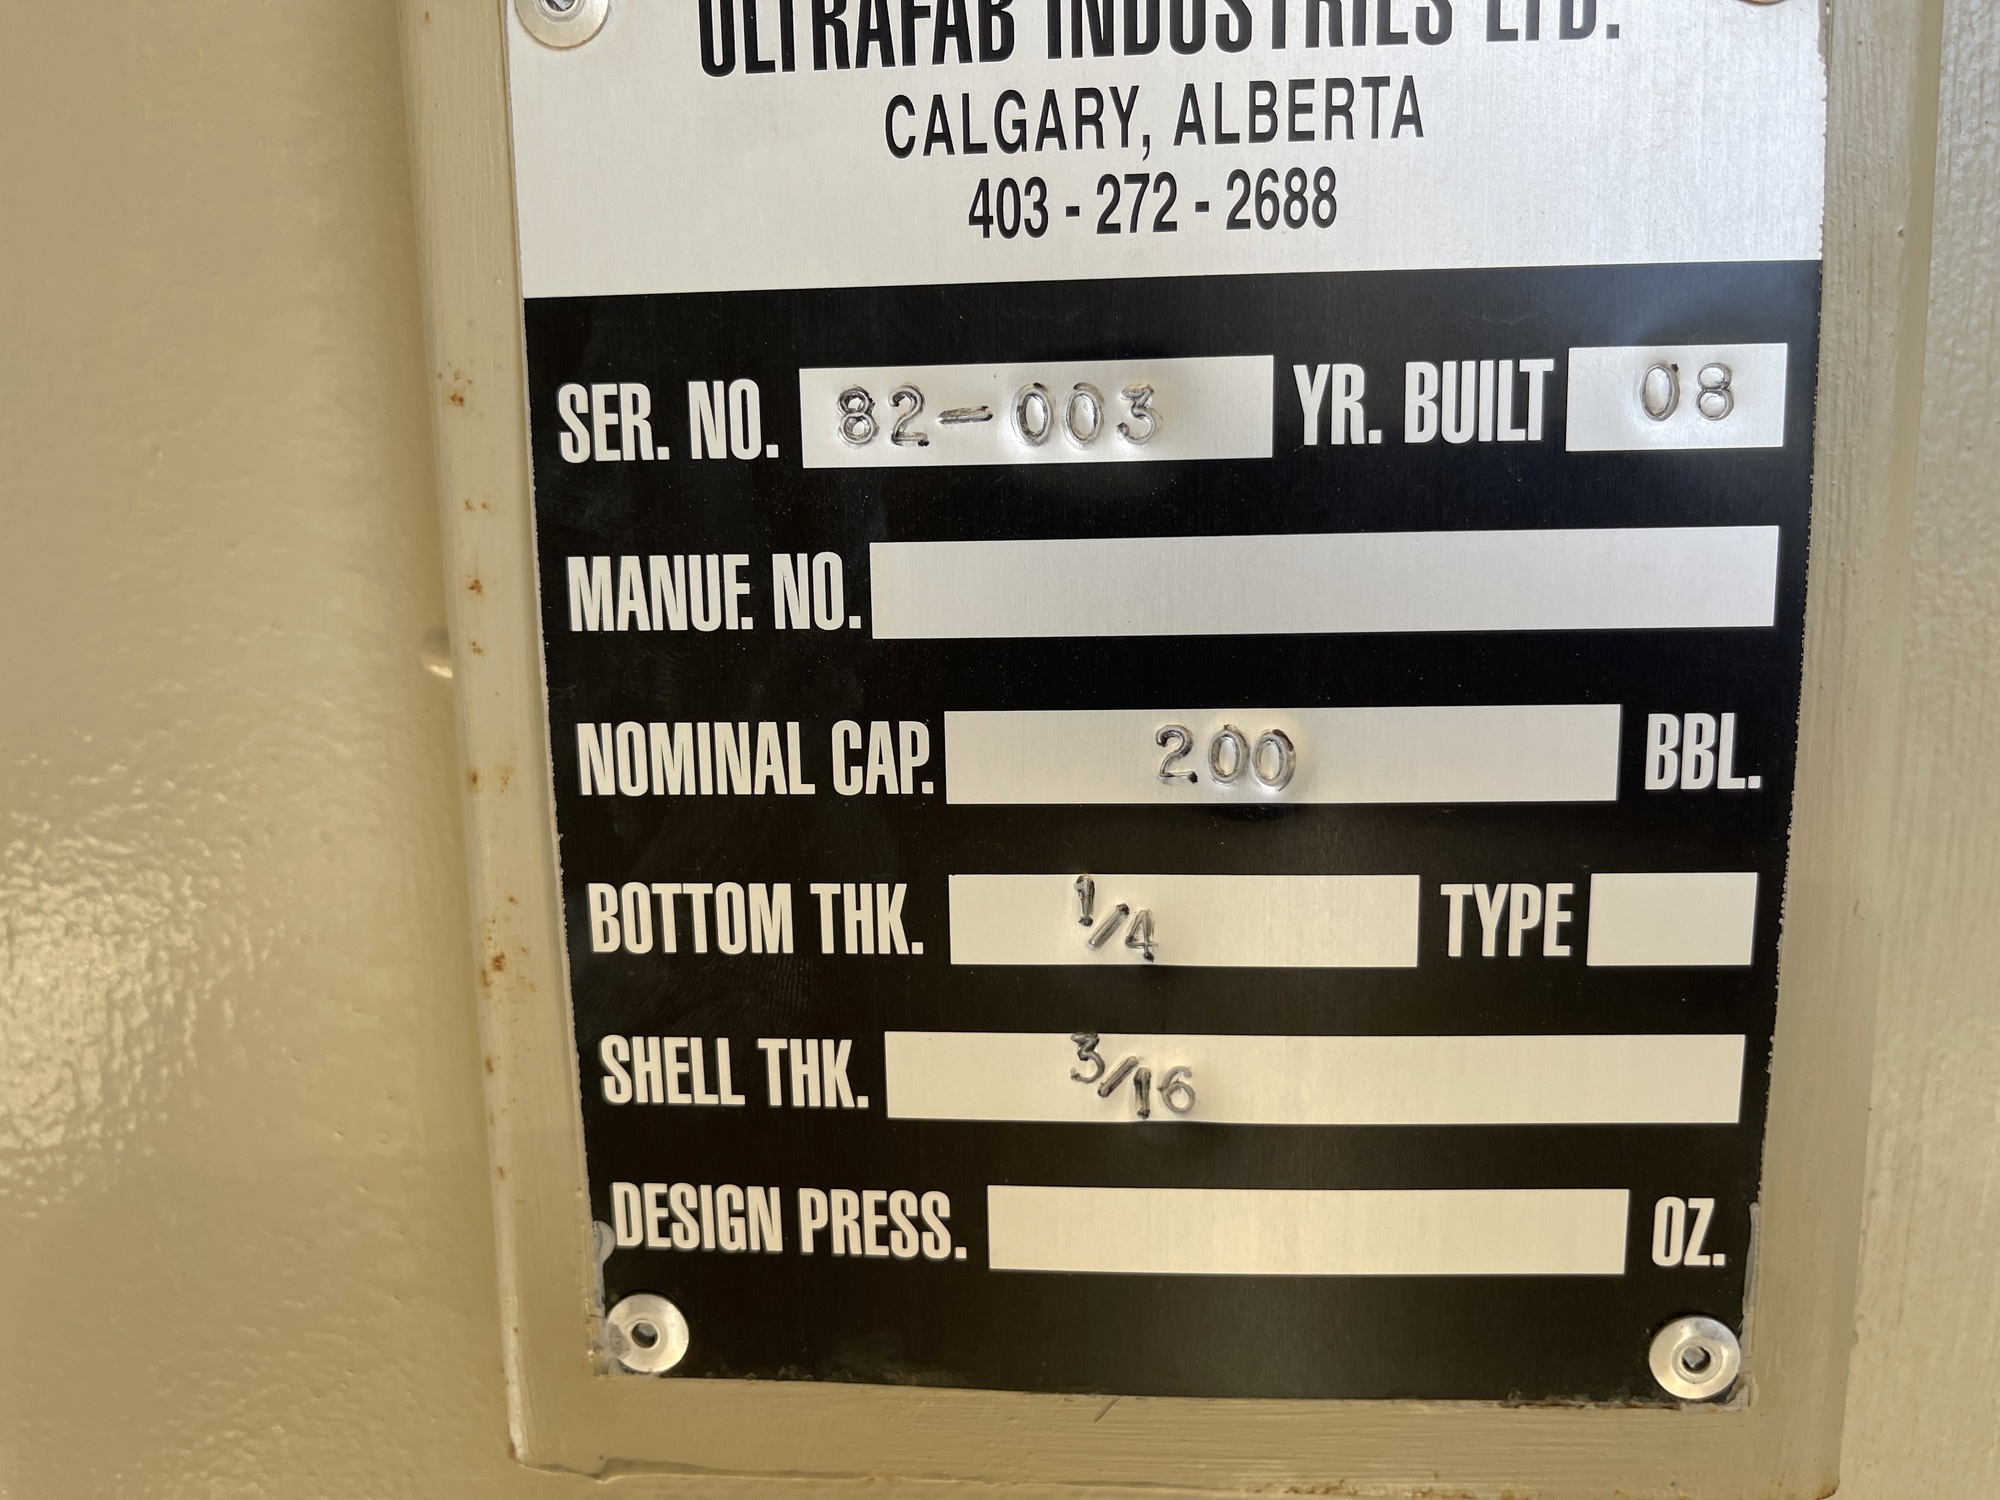 ULTRAFAB INDUSTRIES LTD.
CALGARY, ALBERTA
403 - 272 - 2688
SER. NO. 82-003 YR. BUILT 08
MANUF. NO.
NOMINAL CAP. 200 BBL.
BOTTOM THK. 1/4 TYPE
SHELL THK. 3/16
DESIGN PRESS. OZ.